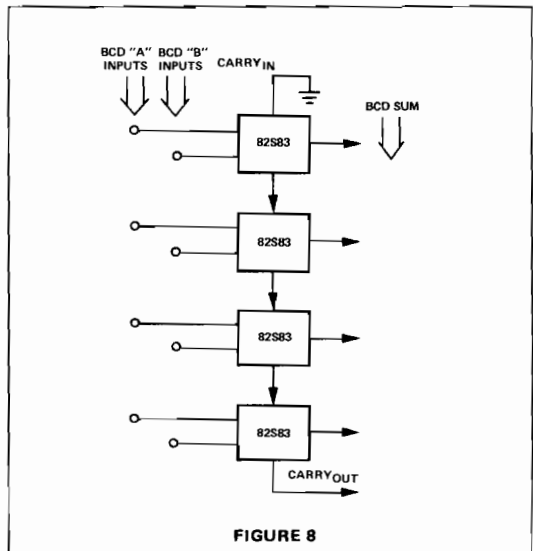 BCD "A" INPUTS
BCD "B" INPUTS
CARRYIN
BCD SUM
82S83
82S83
82S83
82S83
CARRYOUT
FIGURE 8